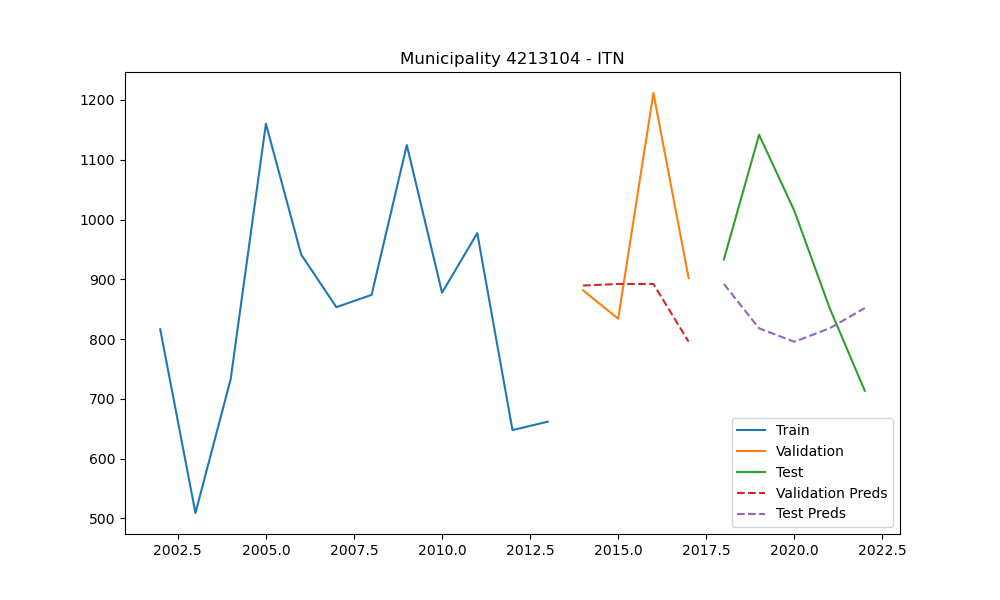 Municipality 4213104 - ITN
1200
1100
1000
900
800
700
600
500
2002.5 2005.0 2007.5 2010.0 2012.5 2015.0 2017.5 2020.0 2022.5
Train
Validation
Test
Validation Preds
Test Preds